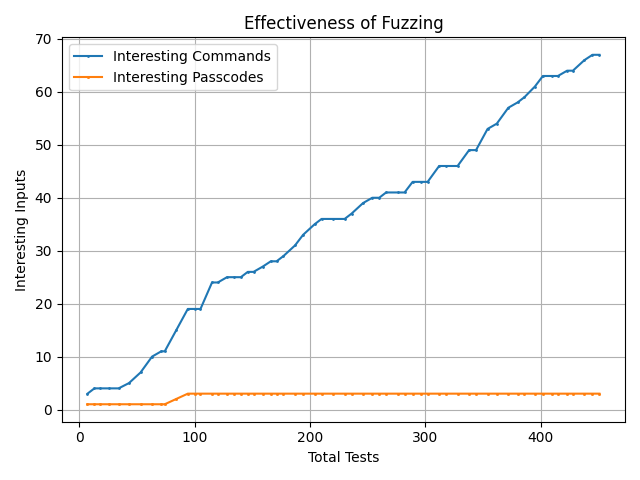 Effectiveness of Fuzzing
Interesting Commands
Interesting Passcodes
Interesting Inputs
70
60
50
40
30
20
10
0
0 100 200 300 400
Total Tests